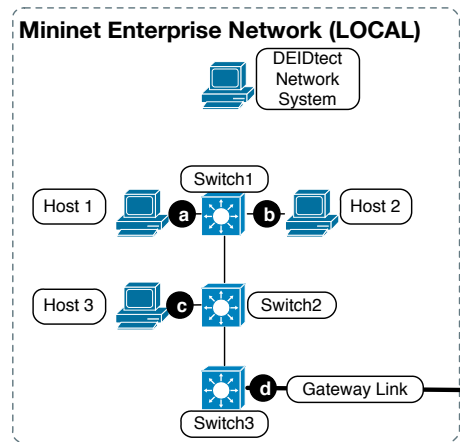 Mininet Enterprise Network (LOCAL)
DEIDtect
Network
System
Switch1
Host 1
a
b
Host 2
Host 3
c
Switch2
d
Gateway Link
Switch3